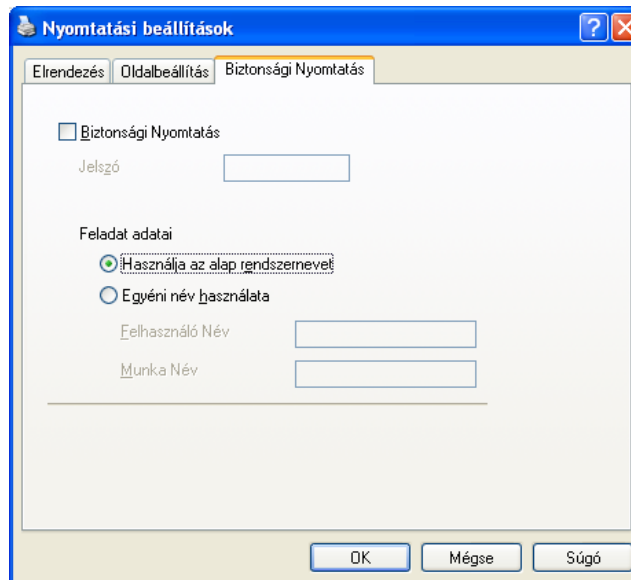 Nyomtatási beállítások
Elrendezés Oldalbeállítás Biztonsági Nyomtatás
Biztonsági Nyomtatás
Jelszó
Feladat adatai
Használja az alap rendszernevet
Egyéni név használata
Felhasználó Név
Munka Név
OK Mégse Súgó